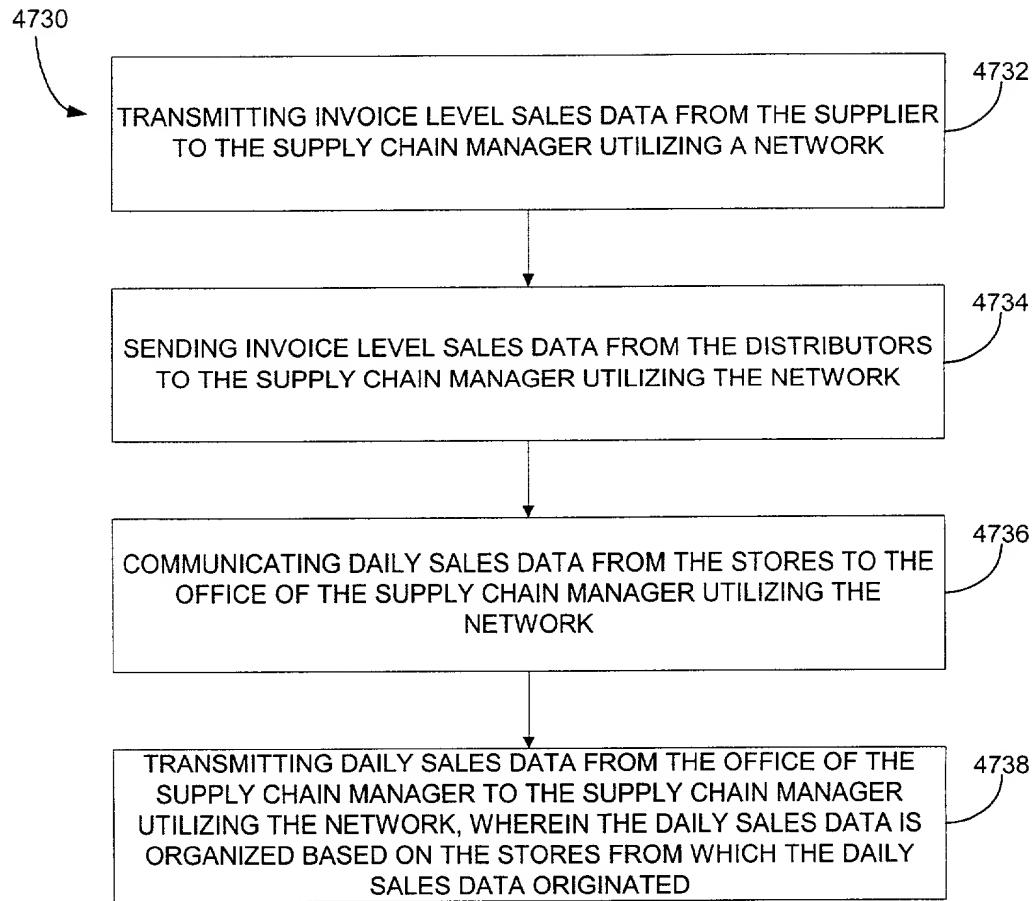 4730
4732
TRANSMITTING INVOICE LEVEL SALES DATA FROM THE SUPPLIER
TO THE SUPPLY CHAIN MANAGER UTILIZING A NETWORK
4734
SENDING INVOICE LEVEL SALES DATA FROM THE DISTRIBUTORS
TO THE SUPPLY CHAIN MANAGER UTILIZING THE NETWORK
4736
COMMUNICATING DAILY SALES DATA FROM THE STORES TO THE
OFFICE OF THE SUPPLY CHAIN MANAGER UTILIZING THE
NETWORK
4738
TRANSMITTING DAILY SALES DATA FROM THE OFFICE OF THE
SUPPLY CHAIN MANAGER TO THE SUPPLY CHAIN MANAGER
UTILIZING THE NETWORK, WHEREIN THE DAILY SALES DATA IS
ORGANIZED BASED ON THE STORES FROM WHICH THE DAILY
SALES DATA ORIGINATED